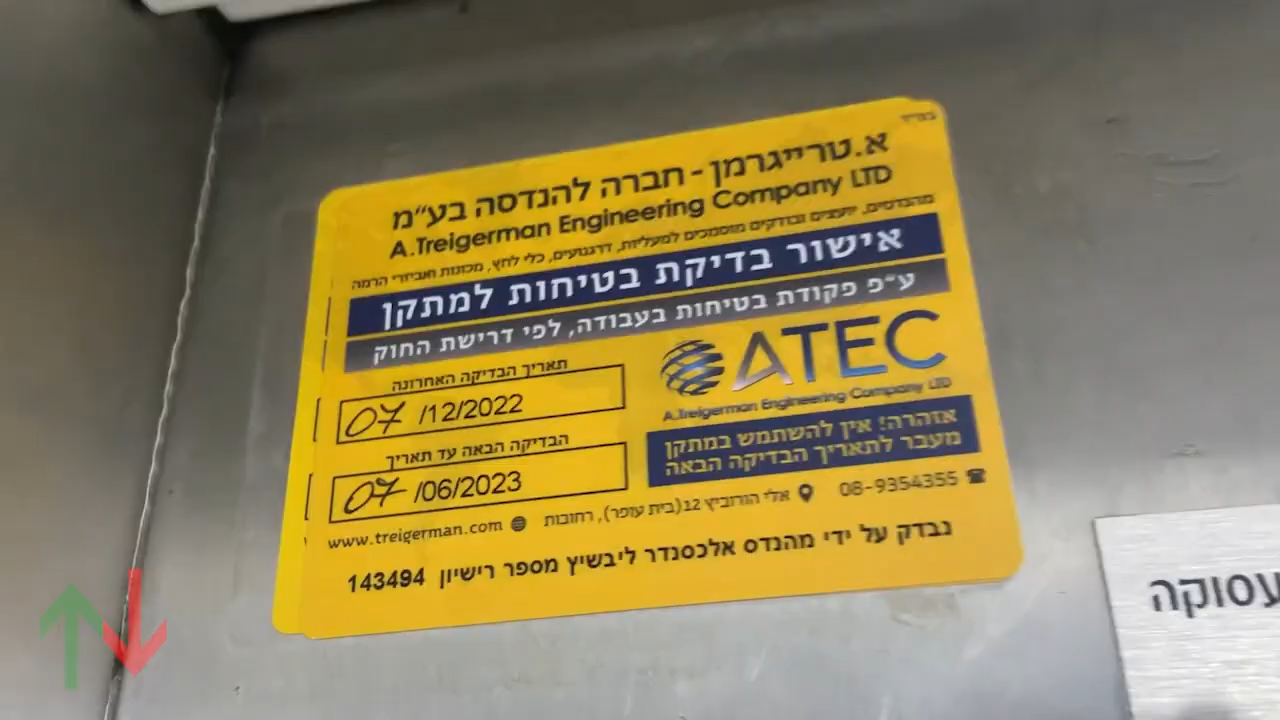 בס״ד
א.טרייגרמן - חברה להנדסה בע״מ
A.Treigerman Engineering Company LTD
מהנדסים, יועצים ובודקים מוסמכים למעליות, דרגנועים, כלי לחץ, מכונות ואביזרי הרמה
אישור בדיקת בטיחות למתקן
ע״פ פקודת בטיחות בעבודה, לפי דרישת החוק
ATEC
A.Treigerman Engineering Company LTD
תאריך הבדיקה האחרונה
07/12/2022
הבדיקה הבאה עד תאריך
07/06/2023
אזהרה! אין להשתמש במתקן
מעבר לתאריך הבדיקה הבאה
08-9354355
אלי הורוביץ 12 (בית עופר), רחובות
www.treigerman.com
נבדק על ידי מהנדס אלכסנדר ליבשיץ מספר רישיון 143494
עסוקה